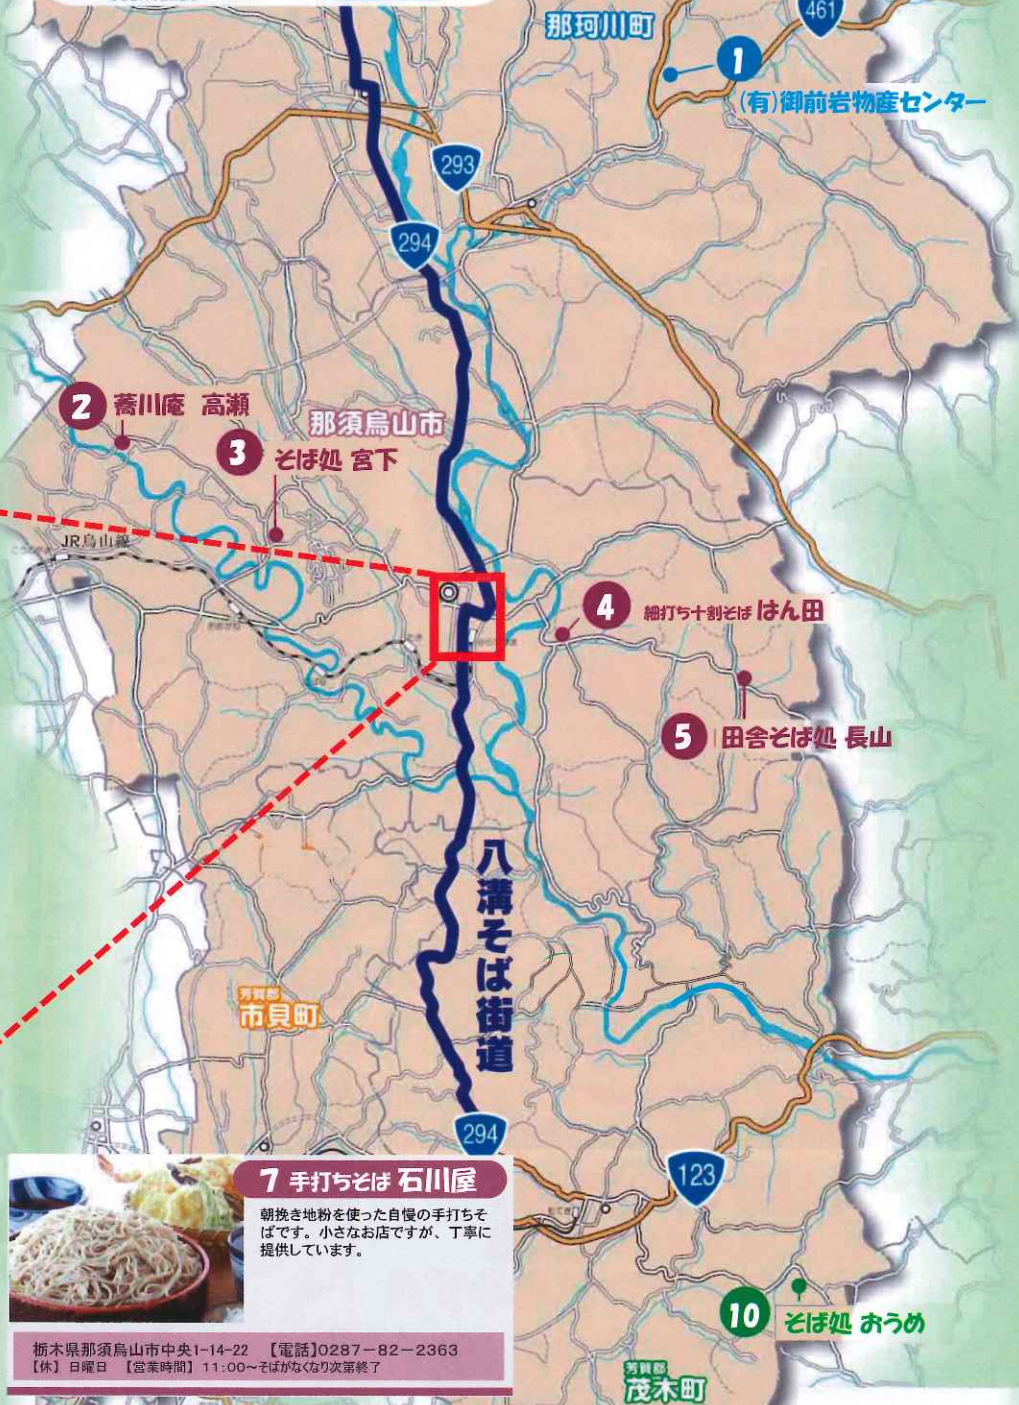 461
那珂川町
1
(有)御前岩物産センター
293
294
2 蕎川庵 高瀬
那須烏山市
3 そば処 宮下
JR烏山線
4 細打ち十割そば はん田
5 田舎そば処 長山
八溝そば街道
芳賀郡
市貝町
294
123
7 手打ちそば 石川屋
朝挽き地粉を使った自慢の手打ちそ
ばです。小さなお店ですが、丁寧に
提供しています。
栃木県那須烏山市中央1-14-22 【電話】0287-82-2363
【休】日曜日 【営業時間】11:00~そばがなくなり次第終了
10 そば処 おうめ
芳賀郡
茂木町